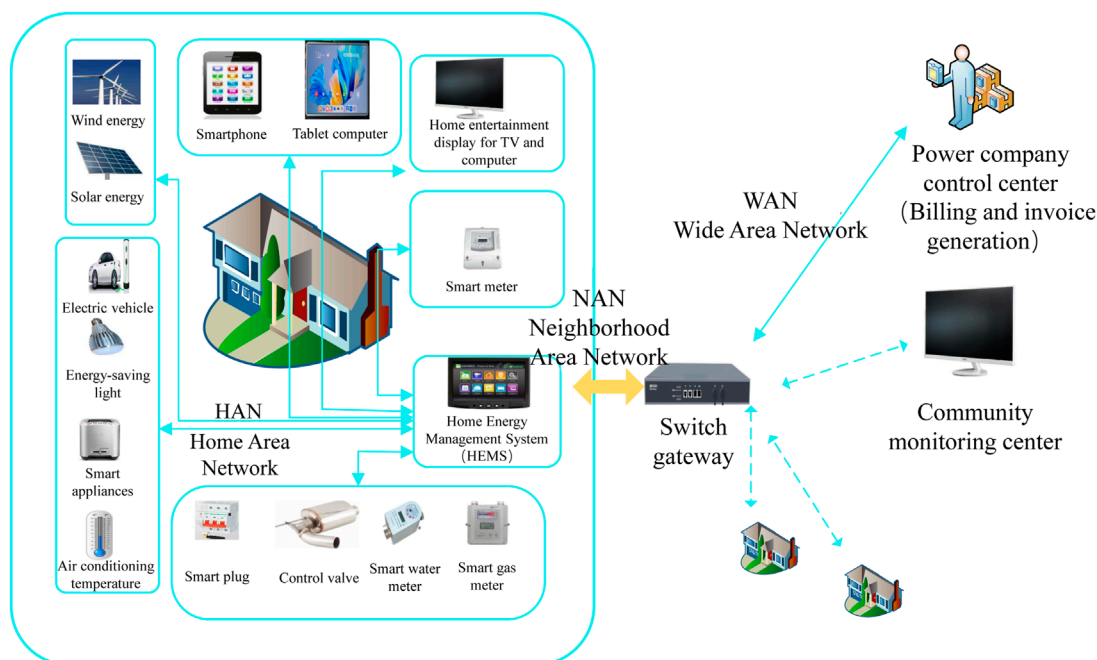 Wind energy
Solar energy
Smartphone
Tablet computer
Home entertainment
display for TV and
computer
Smart meter
Electric vehicle
Energy-saving
light
Smart
appliances
Air conditioning
temperature
HAN
Home Area
Network
Home Energy
Management System
(HEMS)
Smart plug
Control valve
Smart water
meter
Smart gas
meter
NAN
Neighborhood
Area Network
Switch
gateway
WAN
Wide Area Network
Power company
control center
(Billing and invoice
generation)
Community
monitoring center